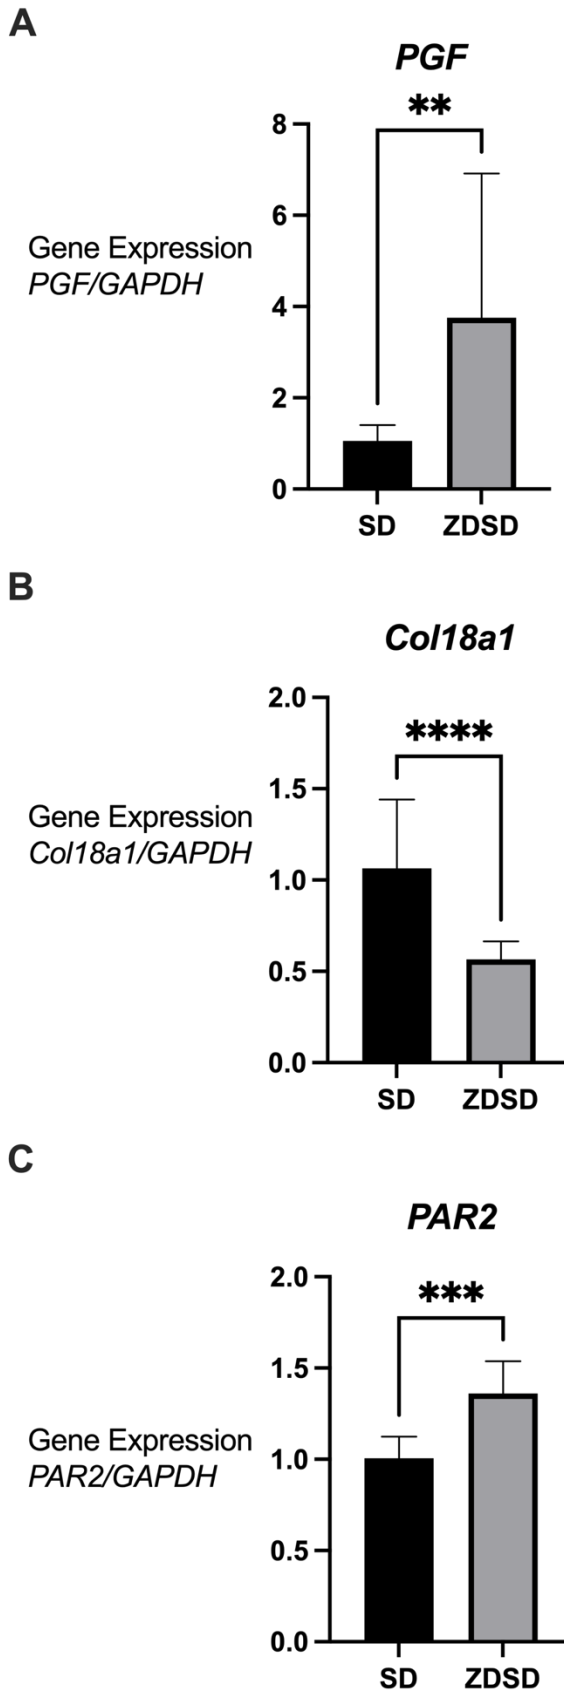 A
PGF
**
8
6
4
2
0
Gene Expression
PGF/GAPDH
SD ZDSD
B
Col18a1
****
2.0
1.5
1.0
0.5
0.0
Gene Expression
Col18a1/GAPDH
SD ZDSD
C
PAR2
***
2.0
1.5
1.0
0.5
0.0
Gene Expression
PAR2/GAPDH
SD ZDSD